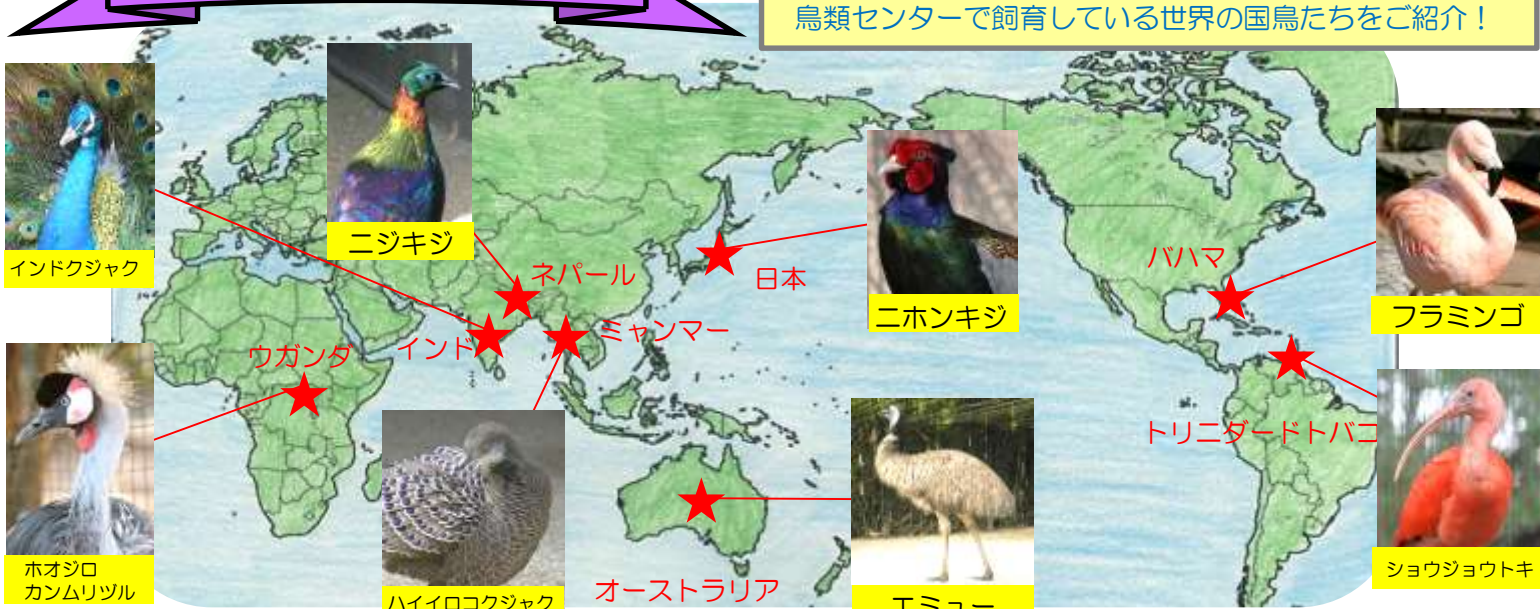 鳥類センターで飼育している世界の国鳥たちをご紹介！
インドクジャク
ニジキジ
ネパール
日本
ニホンキジ
バハマ
フラミンゴ
ウガンダ
インド
ミャンマー
トリニダードトバコ
ホオジロ
カンムリヅル
ハイイロコクジャク
オーストラリア
エミュー
ショウジョウトキ